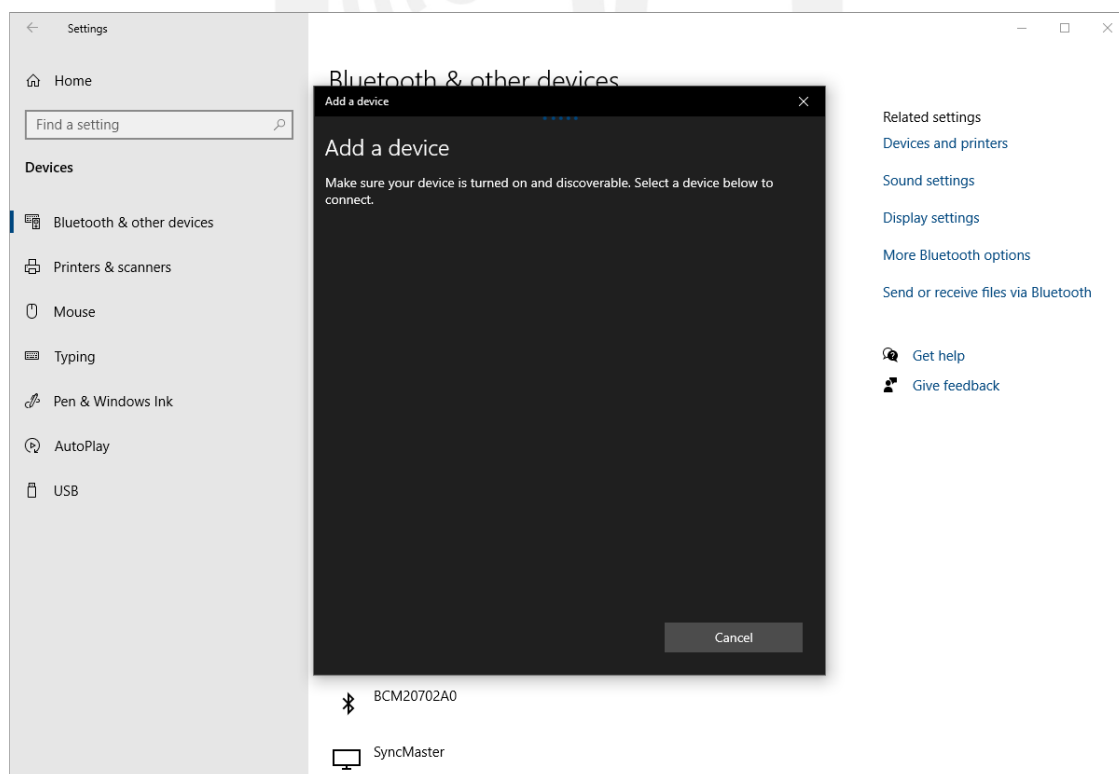 Settings
Home
Find a setting
Devices
Bluetooth & other devices
Printers & scanners
Mouse
Typing
Pen & Windows Ink
AutoPlay
USB
Bluetooth & other devices
Add a device
Add a device
Make sure your device is turned on and discoverable. Select a device below to
connect.
Cancel
BCM20702A0
SyncMaster
Related settings
Devices and printers
Sound settings
Display settings
More Bluetooth options
Send or receive files via Bluetooth
Get help
Give feedback